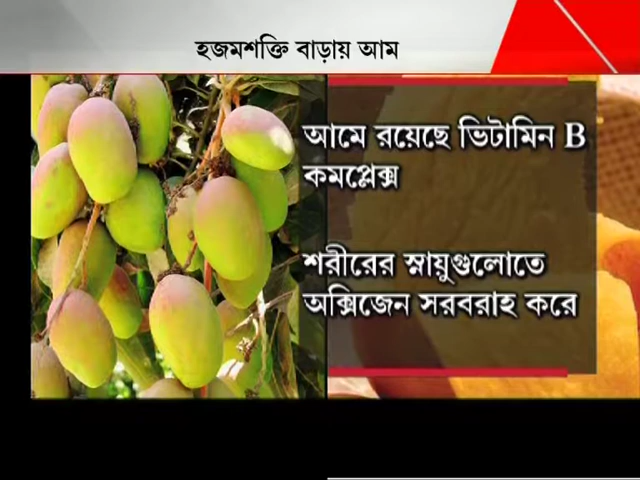 হজমশক্তি বাড়ায় আম
আমে রয়েছে ভিটামিন B
কমপ্লেক্স
শরীরের স্নায়ুগুলোতে
অক্সিজেন সরবরাহ করে